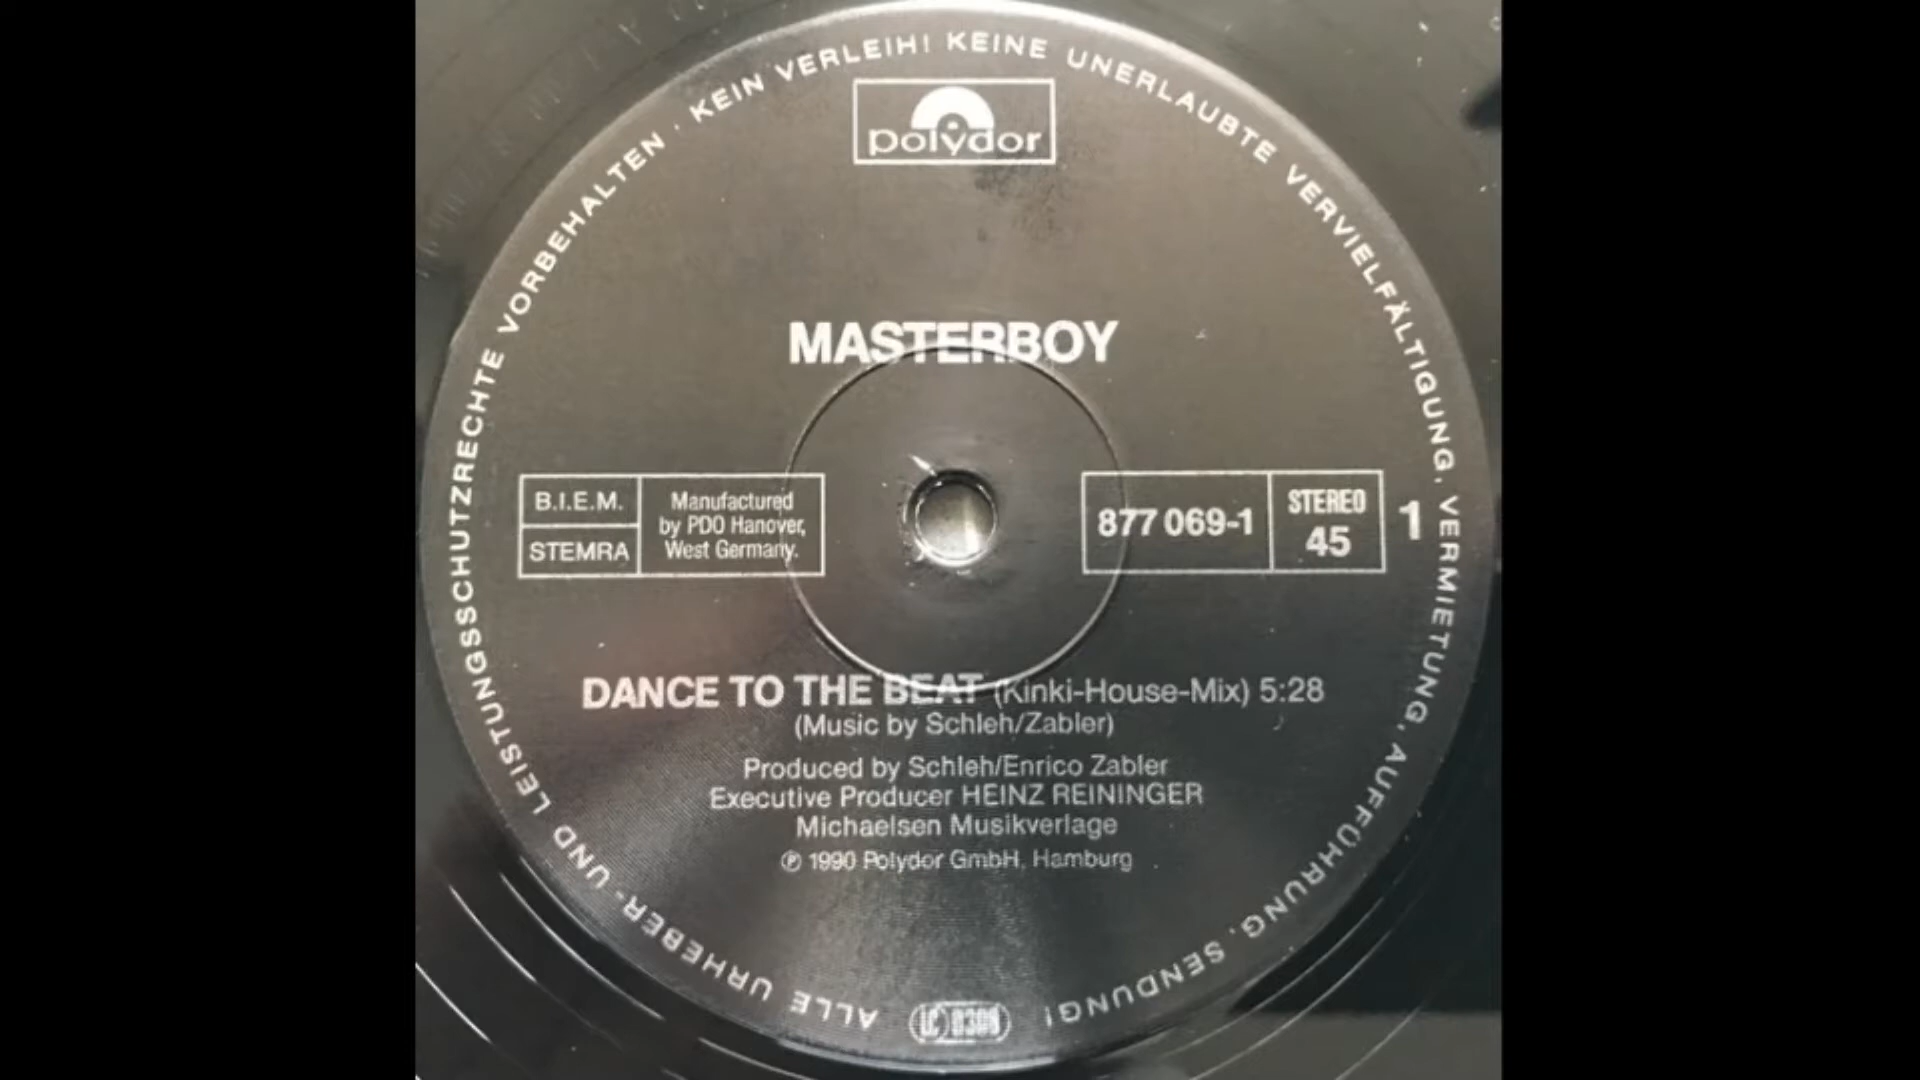 ALLE URHEBER- UND LEISTUNGSSCHUTZRECHTE VORBEHALTEN · KEIN VERLEIH! KEINE UNERLAUBTE VERVIELFÄLTIGUNG, VERMIETUNG, AUFFÜHRUNG, SENDUNG!
polydor
MASTERBOY
B.I.E.M.
STEMRA
Manufactured
by PDO Hanover,
West Germany.
877 069-1
STEREO
45
1
DANCE TO THE BEAT (Kinki-House-Mix) 5:28
(Music by Schleh/Zabler)
Produced by Schleh/Enrico Zabler
Executive Producer HEINZ REININGER
Michaelsen Musikverlage
℗ 1990 Polydor GmbH, Hamburg
LC